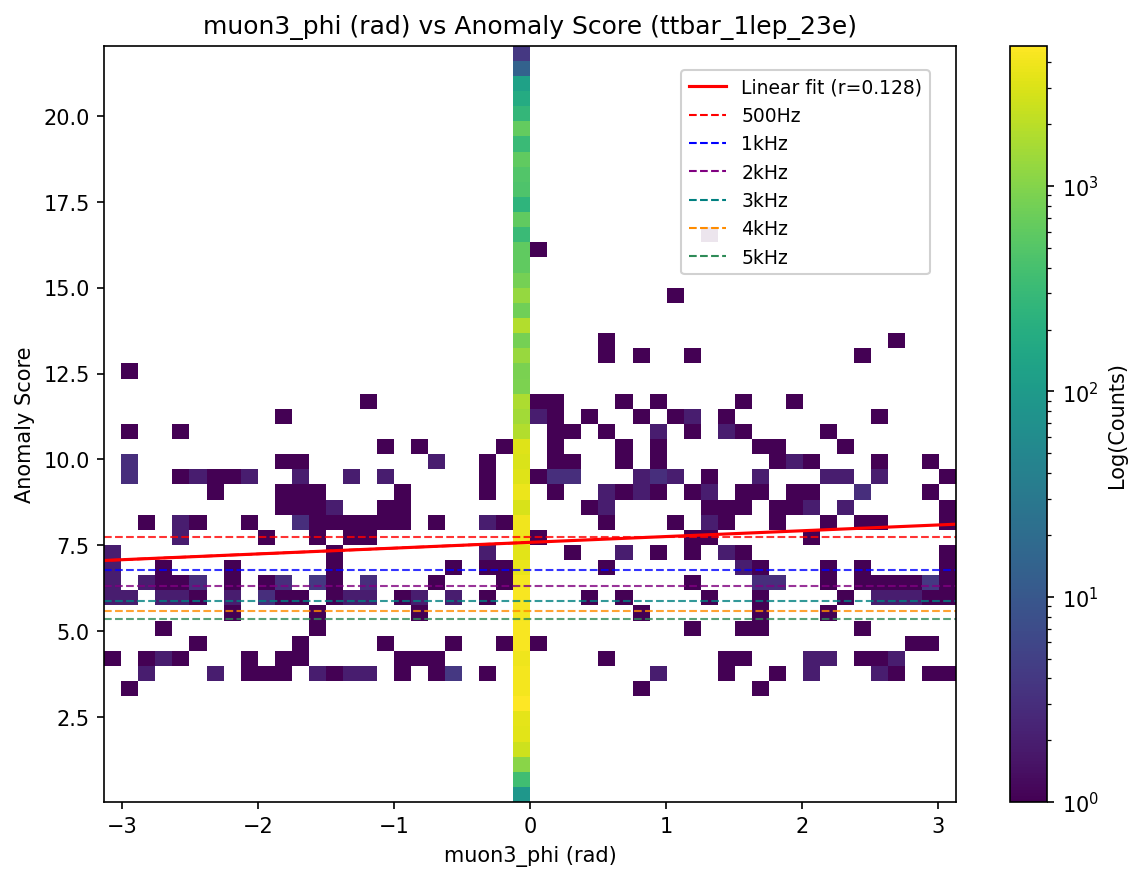 muon3_phi (rad) vs Anomaly Score (ttbar_1lep_23e)
Linear fit (r=0.128)
500Hz
1kHz
2kHz
3kHz
4kHz
5kHz
20.0
17.5
15.0
12.5
10.0
7.5
5.0
2.5
Anomaly Score
−3
−2
−1
0
1
2
3
muon3_phi (rad)
10³
10²
10¹
10⁰
Log(Counts)